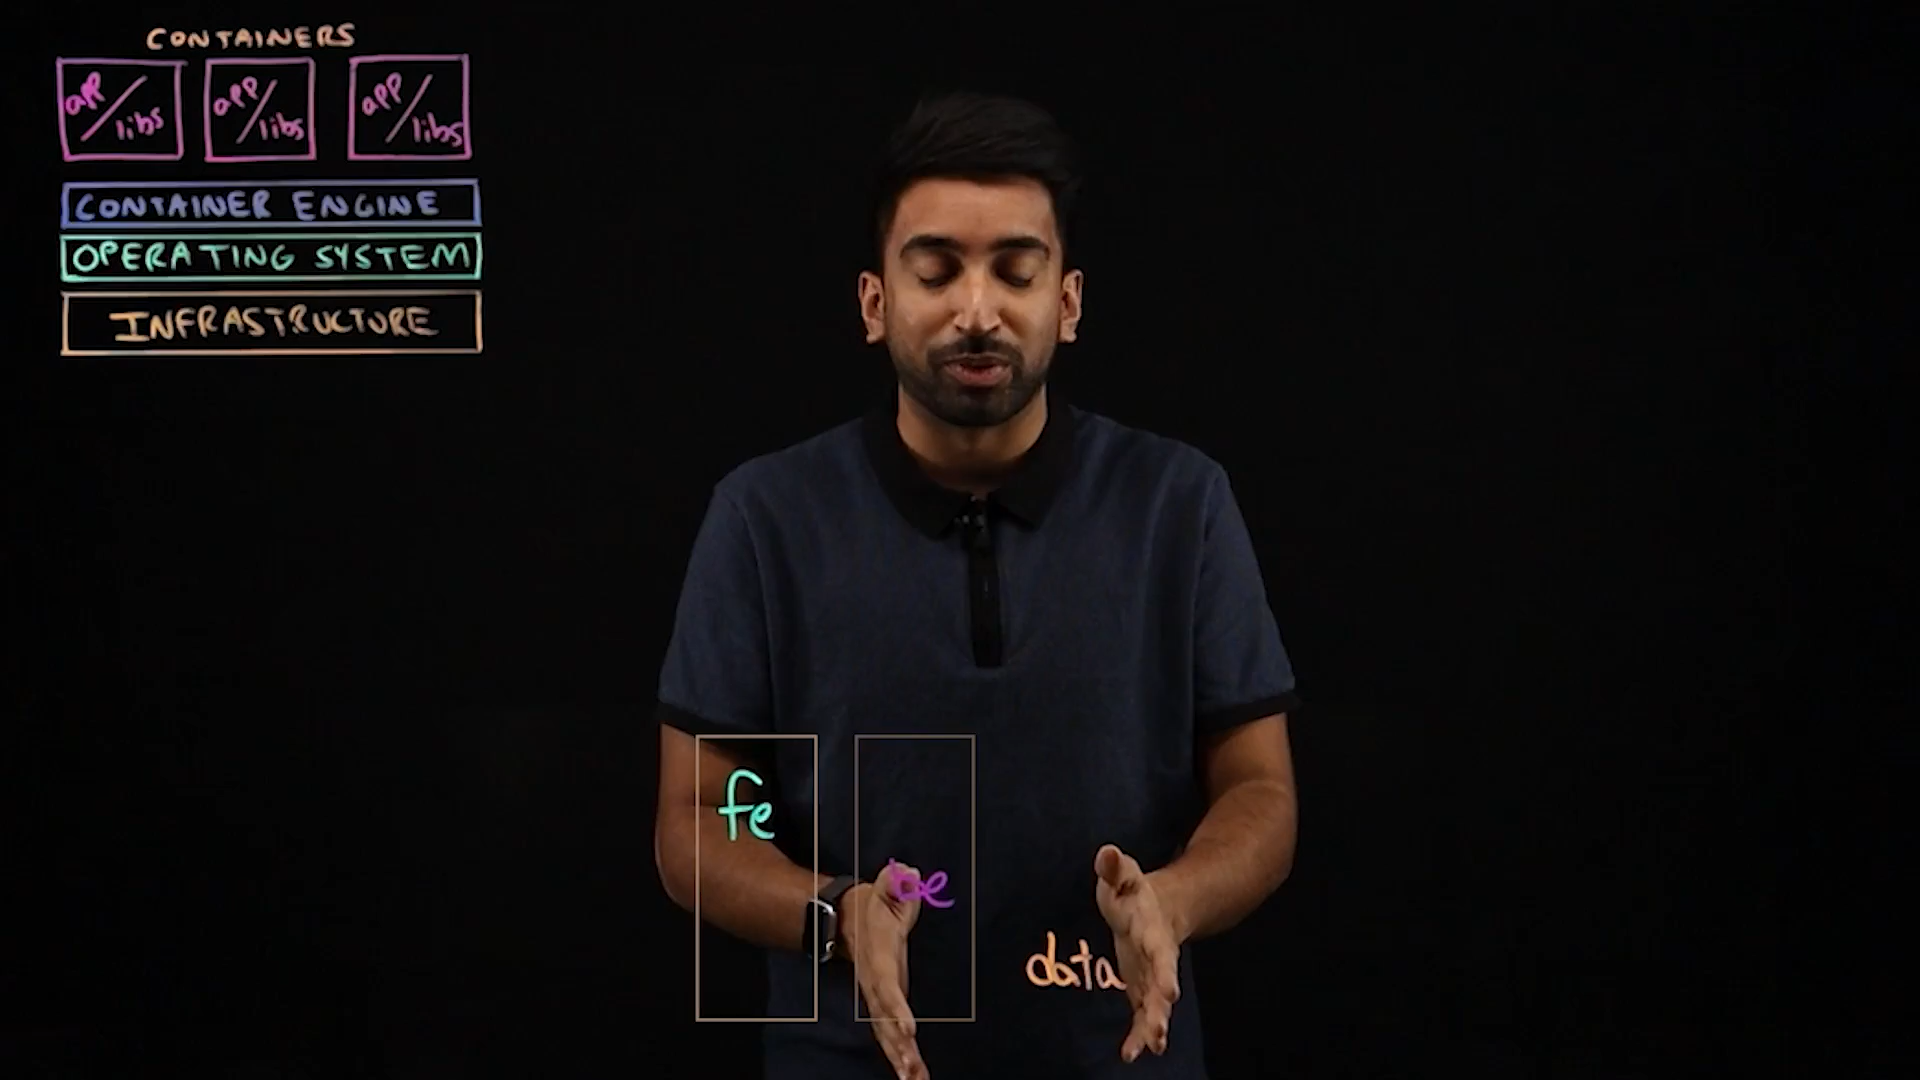 CONTAINERS
app/libs app/libs app/libs
CONTAINER ENGINE
OPERATING SYSTEM
INFRASTRUCTURE
fe
be
data